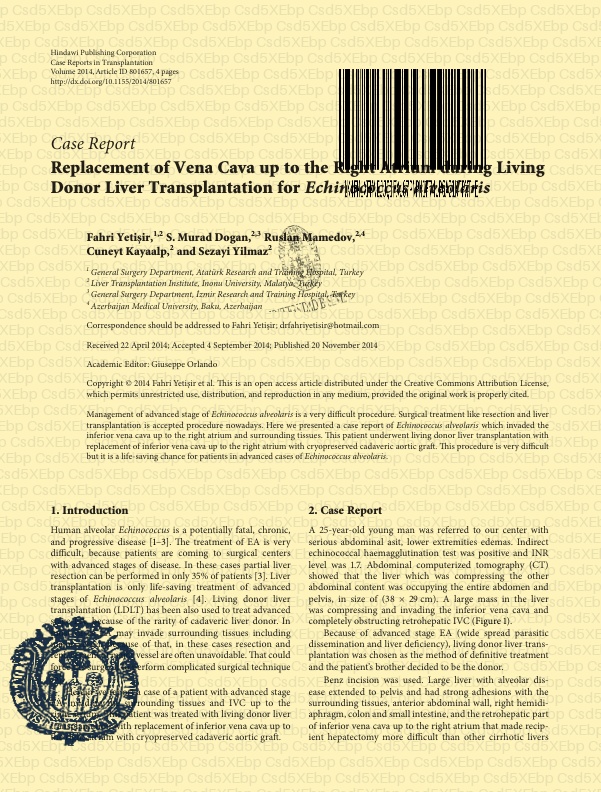 Hindawi Publishing Corporation
Case Reports in Transplantation
Volume 2014, Article ID 801657, 4 pages
http://dx.doi.org/10.1155/2014/801657
Case Report
Replacement of Vena Cava up to the Right Atrium during Living
Donor Liver Transplantation for Echinococcus Alveolaris
Fahri Yetişir,1,2 S. Murad Dogan,2,3 Ruslan Mamedov,2,4
Cuneyt Kayaalp,2 and Sezayi Yilmaz2
1 General Surgery Department, Atatürk Research and Training Hospital, Turkey
2 Liver Transplantation Institute, Inonu University, Malatya, Turkey
3 General Surgery Department, İzmir Research and Training Hospital, Turkey
4 Azerbaijan Medical University, Baku, Azerbaijan
Correspondence should be addressed to Fahri Yetişir; drfahriyetisir@hotmail.com
Received 22 April 2014; Accepted 4 September 2014; Published 20 November 2014
Academic Editor: Giuseppe Orlando
Copyright © 2014 Fahri Yetişir et al. This is an open access article distributed under the Creative Commons Attribution License,
which permits unrestricted use, distribution, and reproduction in any medium, provided the original work is properly cited.
Management of advanced stage of Echinococcus alveolaris is a very difficult procedure. Surgical treatment like resection and liver
transplantation is accepted procedure nowadays. Here we presented a case report of Echinococcus alveolaris which invaded the
inferior vena cava up to the right atrium and surrounding tissues. This patient underwent living donor liver transplantation with
replacement of inferior vena cava up to the right atrium with cryopreserved cadaveric aortic graft. This procedure is very difficult
but it is a life-saving chance for patients in advanced cases of Echinococcus alveolaris.
1. Introduction
Human alveolar Echinococcus is a potentially fatal, chronic,
and progressive disease [1–3]. The treatment of EA is very
difficult, because patients are coming to surgical centers
with advanced stage of disease. In these cases partial liver
resection can be performed in only 35% of patients [3]. Liver
transplantation is only life-saving treatment of advanced
stages of Echinococcus alveolaris [4]. Living donor liver
transplantation (LDLT) has been also used to treat advanced
because of the rarity of cadaveric liver donor. In
may invade surrounding tissues including
of that, in these cases resection and
vessel are often unavoidable. That could
perform complicated surgical technique
case of a patient with advanced stage
surrounding tissues and IVC up to the
patient was treated with living donor liver
with replacement of inferior vena cava up to
with cryopreserved cadaveric aortic graft.
2. Case Report
A 25-year-old young man was referred to our center with
serious abdominal asit, lower extremities edemas. Indirect
echinococcal haemagglutination test was positive and INR
level was 1.7. Abdominal computerized tomography (CT)
showed that the liver which was compressing the other
abdominal content was occupying the entire abdomen and
pelvis, in size of (38 × 29 cm). A large mass in the liver
was compressing and invading the inferior vena cava and
completely obstructing retrohepatic IVC (Figure 1).
Because of advanced stage EA (wide spread parasitic
dissemination and liver deficiency), living donor liver trans-
plantation was chosen as the method of definitive treatment
and the patient's brother decided to be the donor.
Benz incision was used. Large liver with alveolar dis-
ease extended to pelvis and had strong adhesions with the
surrounding tissues, anterior abdominal wall, right hemidi-
aphragm, colon and small intestine, and the retrohepatic part
of inferior vena cava up to the right atrium that made recip-
ient hepatectomy more difficult than other cirrhotic livers